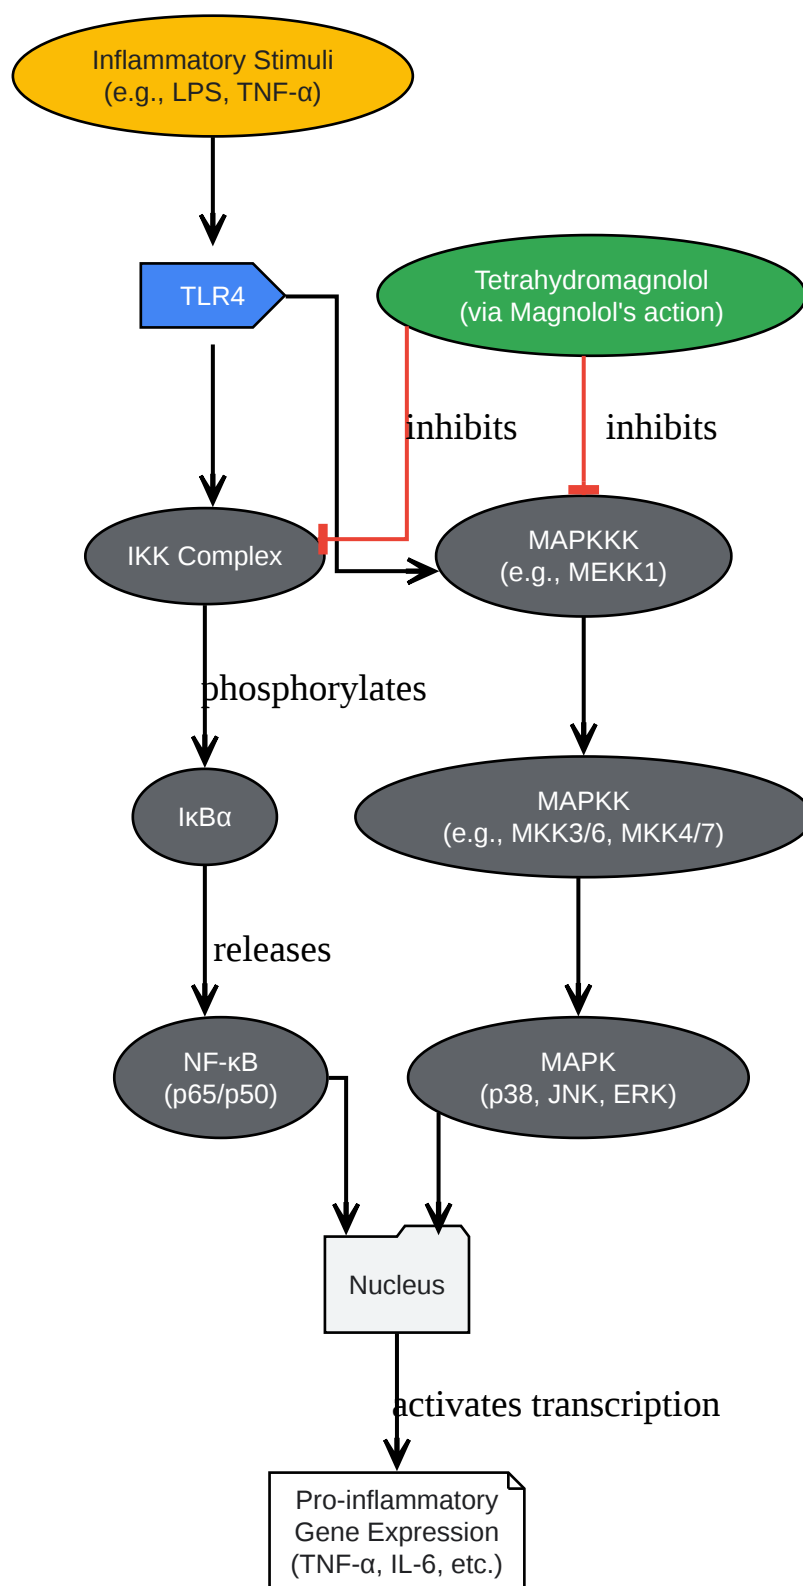 Inflammatory Stimuli
(e.g., LPS, TNF-α)
TLR4
Tetrahydromagnolol
(via Magnolol's action)
inhibits
inhibits
IKK Complex
MAPKKK
(e.g., MEKK1)
phosphorylates
IκBα
MAPKK
(e.g., MKK3/6, MKK4/7)
releases
NF-κB
(p65/p50)
MAPK
(p38, JNK, ERK)
Nucleus
activates transcription
Pro-inflammatory
Gene Expression
(TNF-α, IL-6, etc.)